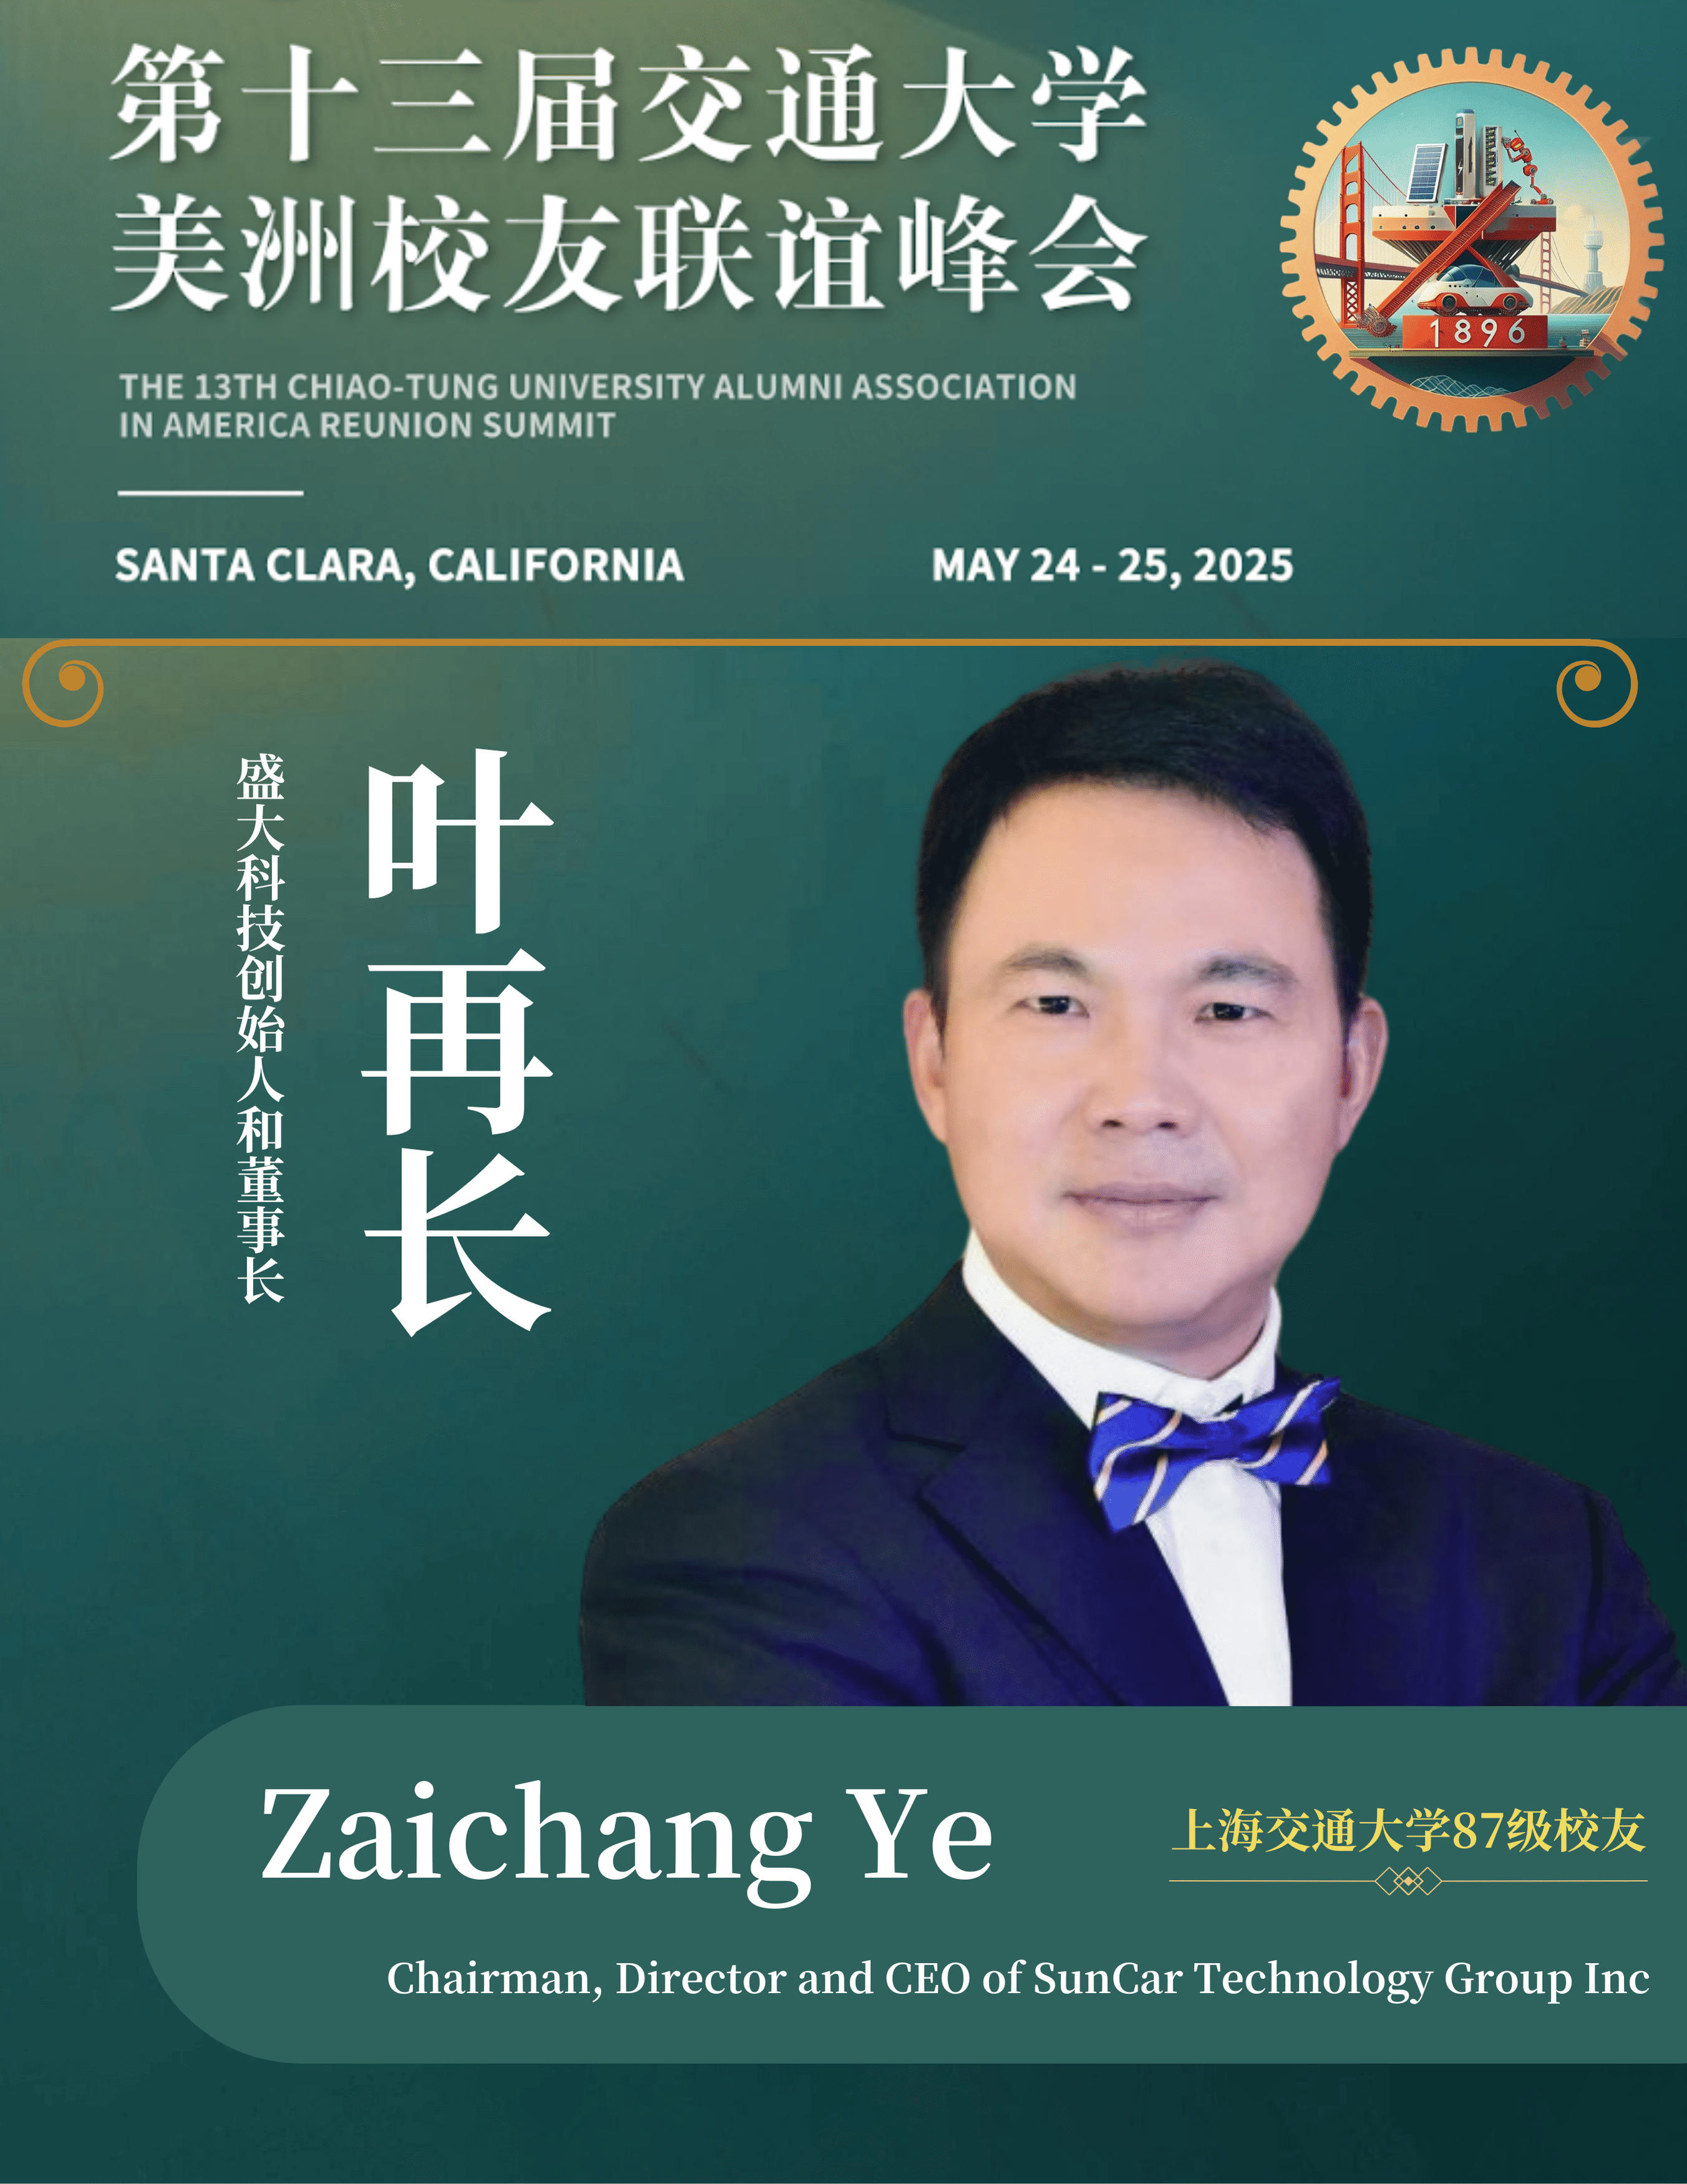 第十三届交通大学
美洲校友联谊峰会
THE 13TH CHIAO-TUNG UNIVERSITY ALUMNI ASSOCIATION
IN AMERICA REUNION SUMMIT
SANTA CLARA, CALIFORNIA
MAY 24 - 25, 2025
1896
叶再长
盛大科技创始人和董事长
Zaichang Ye
上海交通大学87级校友
Chairman, Director and CEO of SunCar Technology Group Inc